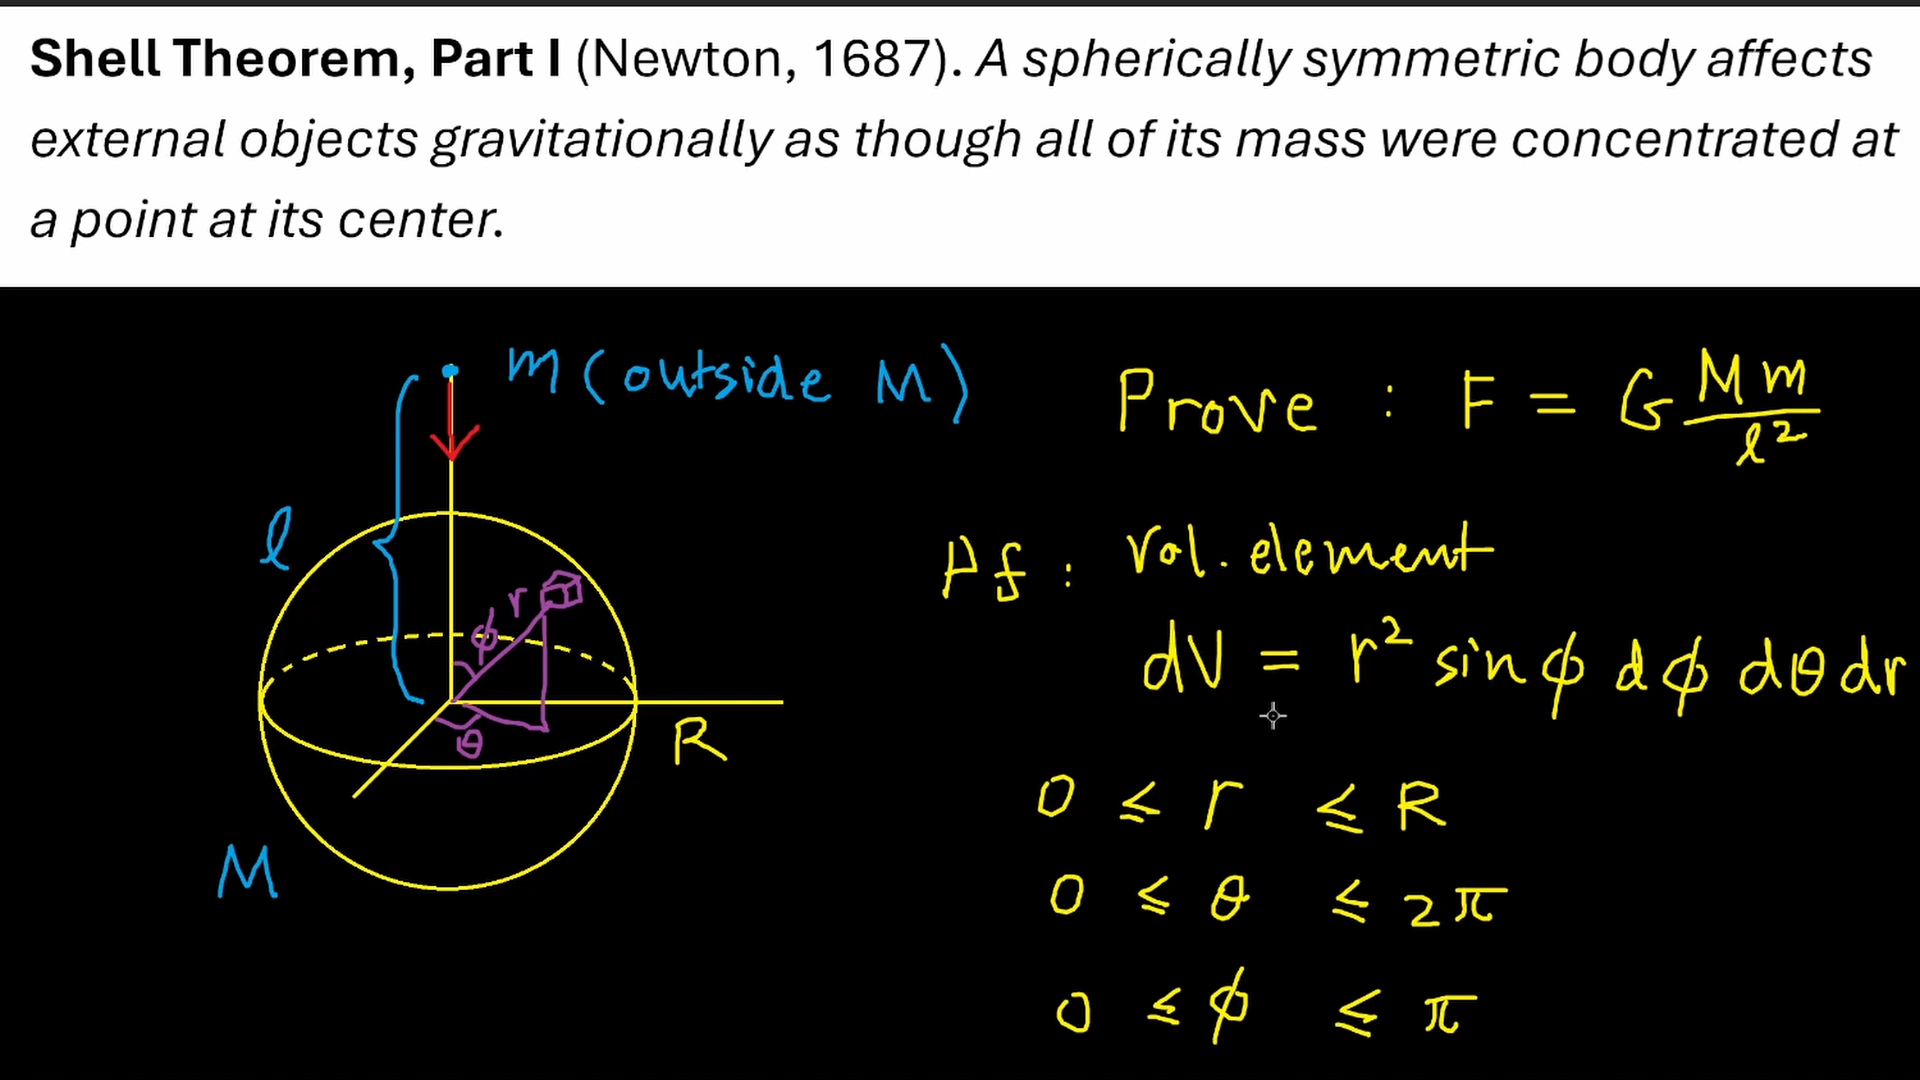 Shell Theorem, Part I (Newton, 1687). A spherically symmetric body affects
external objects gravitationally as though all of its mass were concentrated at
a point at its center.
m (outside M)
l
r
ϕ
θ
R
M
Prove : F = G Mm/l²
Pf : Vol. element
dV = r² sin ϕ dϕ dθ dr
0 ≤ r ≤ R
0 ≤ θ ≤ 2π
0 ≤ ϕ ≤ π